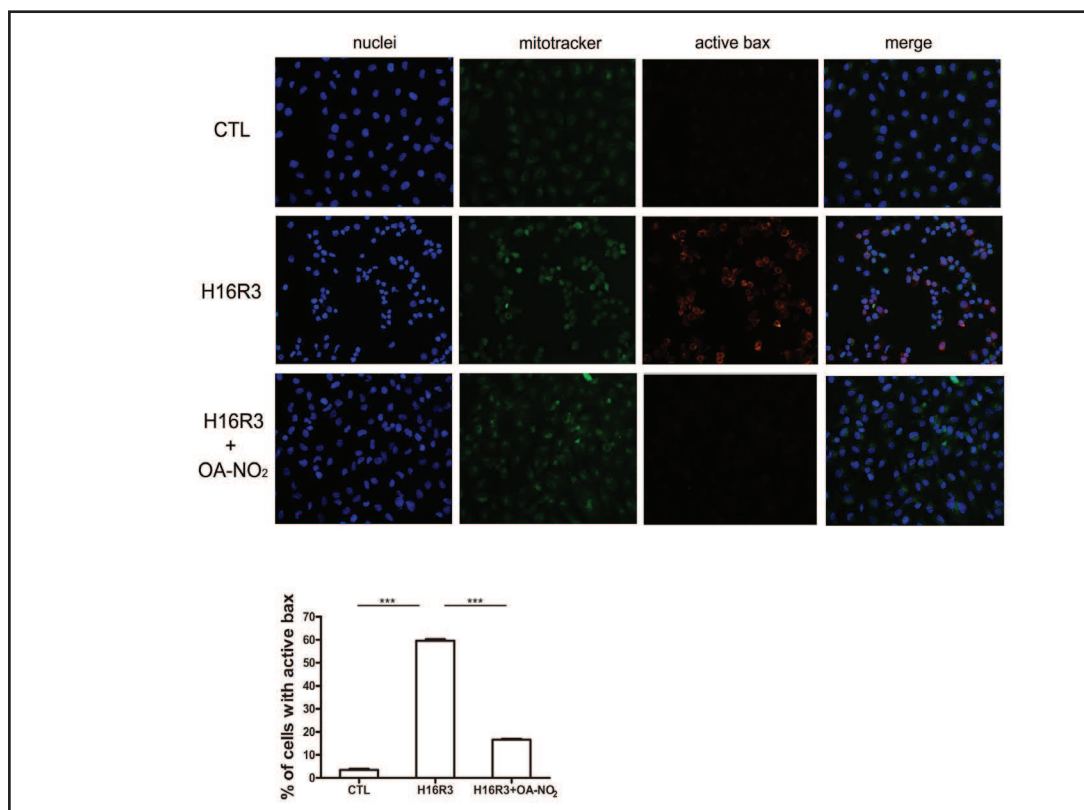 nuclei mitotracker active bax merge
CTL
H16R3
H16R3
+
OA-NO₂
*** ***
% of cells with active bax
70
60
50
40
30
20
10
0
CTL H16R3 H16R3+OA-NO₂